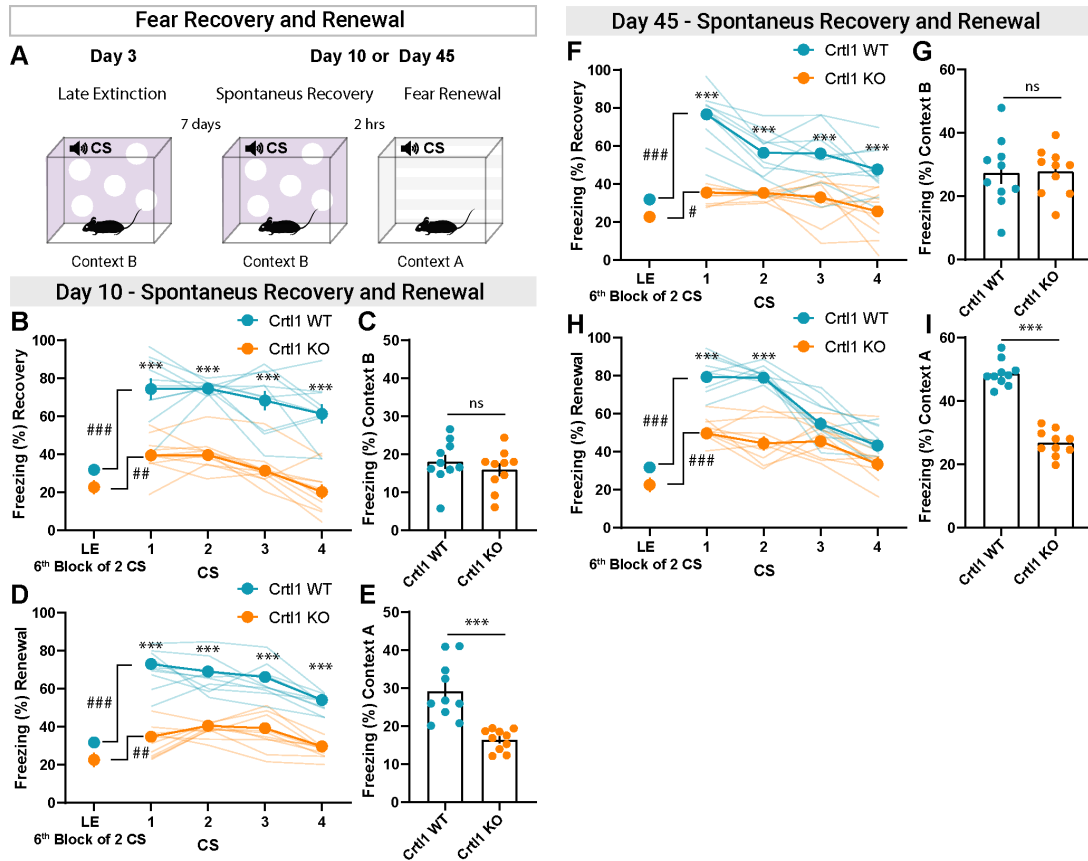 Fear Recovery and Renewal
A
Day 3
Day 10 or Day 45
Late Extinction
Spontaneus Recovery
Fear Renewal
7 days
2 hrs
CS
CS
CS
Context B
Context B
Context A
Day 10 - Spontaneus Recovery and Renewal
B
Crtl1 WT
Crtl1 KO
Freezing (%) Recovery
100
80
60
40
20
0
***
***
***
***
###
##
LE
1
2
3
4
6th Block of 2 CS
CS
C
Freezing (%) Context B
50
40
30
20
10
0
ns
Crtl1 WT
Crtl1 KO
D
Crtl1 WT
Crtl1 KO
Freezing (%) Renewal
100
80
60
40
20
0
***
***
***
***
###
##
LE
1
2
3
4
6th Block of 2 CS
CS
E
Freezing (%) Context A
50
40
30
20
10
0
***
Crtl1 WT
Crtl1 KO
Day 45 - Spontaneus Recovery and Renewal
F
Crtl1 WT
Crtl1 KO
Freezing (%) Recovery
100
80
60
40
20
0
***
***
***
***
###
#
LE
1
2
3
4
6th Block of 2 CS
CS
G
Freezing (%) Context B
60
40
20
0
ns
Crtl1 WT
Crtl1 KO
H
Crtl1 WT
Crtl1 KO
Freezing (%) Renewal
100
80
60
40
20
0
***
***
###
###
LE
1
2
3
4
6th Block of 2 CS
CS
I
Freezing (%) Context A
60
40
20
0
***
Crtl1 WT
Crtl1 KO